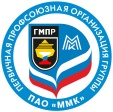 ПЕРВИЧНАЯ ПРОФСОЮЗНАЯ ОРГАНИЗАЦИЯ ГРУППЫ
ГМПР
ПАО «ММК»